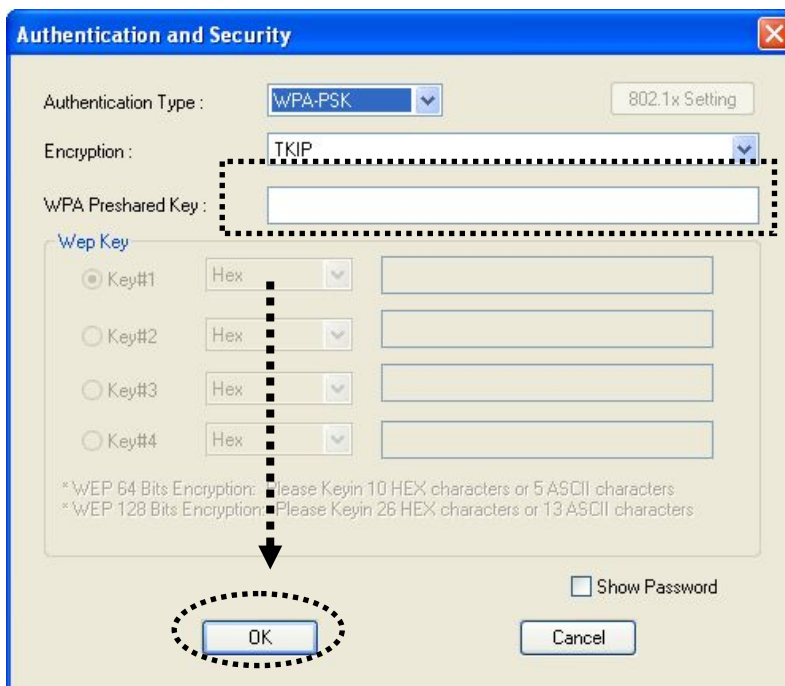 Authentication and Security
Authentication Type : WPA-PSK 802.1x Setting
Encryption : TKIP
WPA Preshared Key :
Wep Key
Key#1 Hex
Key#2 Hex
Key#3 Hex
Key#4 Hex
* WEP 64 Bits Encryption: Please Keyin 10 HEX characters or 5 ASCII characters
* WEP 128 Bits Encryption: Please Keyin 26 HEX characters or 13 ASCII characters
Show Password
OK Cancel